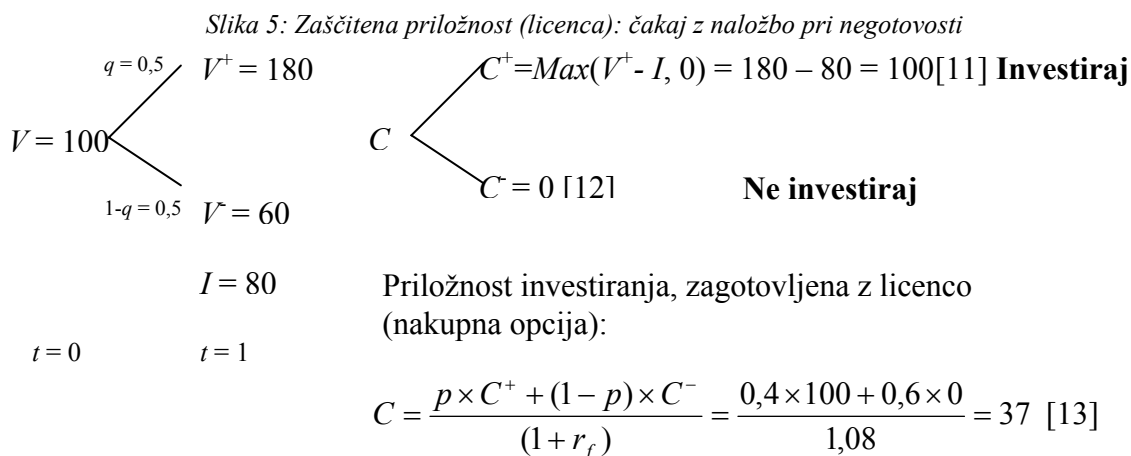 Slika 5: Zaščitena priložnost (licenca): čakaj z naložbo pri negotovosti
q = 0,5 V⁺ = 180 C⁺=Max(V⁺- I, 0) = 180 – 80 = 100[11] Investiraj
V = 100 C
1-q = 0,5 V⁻ = 60 C⁻ = 0 [12] Ne investiraj
I = 80 Priložnost investiranja, zagotovljena z licenco
(nakupna opcija):
t = 0 t = 1
C = (p × C⁺ + (1 − p) × C⁻) / (1 + r_f) = (0,4 × 100 + 0,6 × 0) / 1,08 = 37 [13]